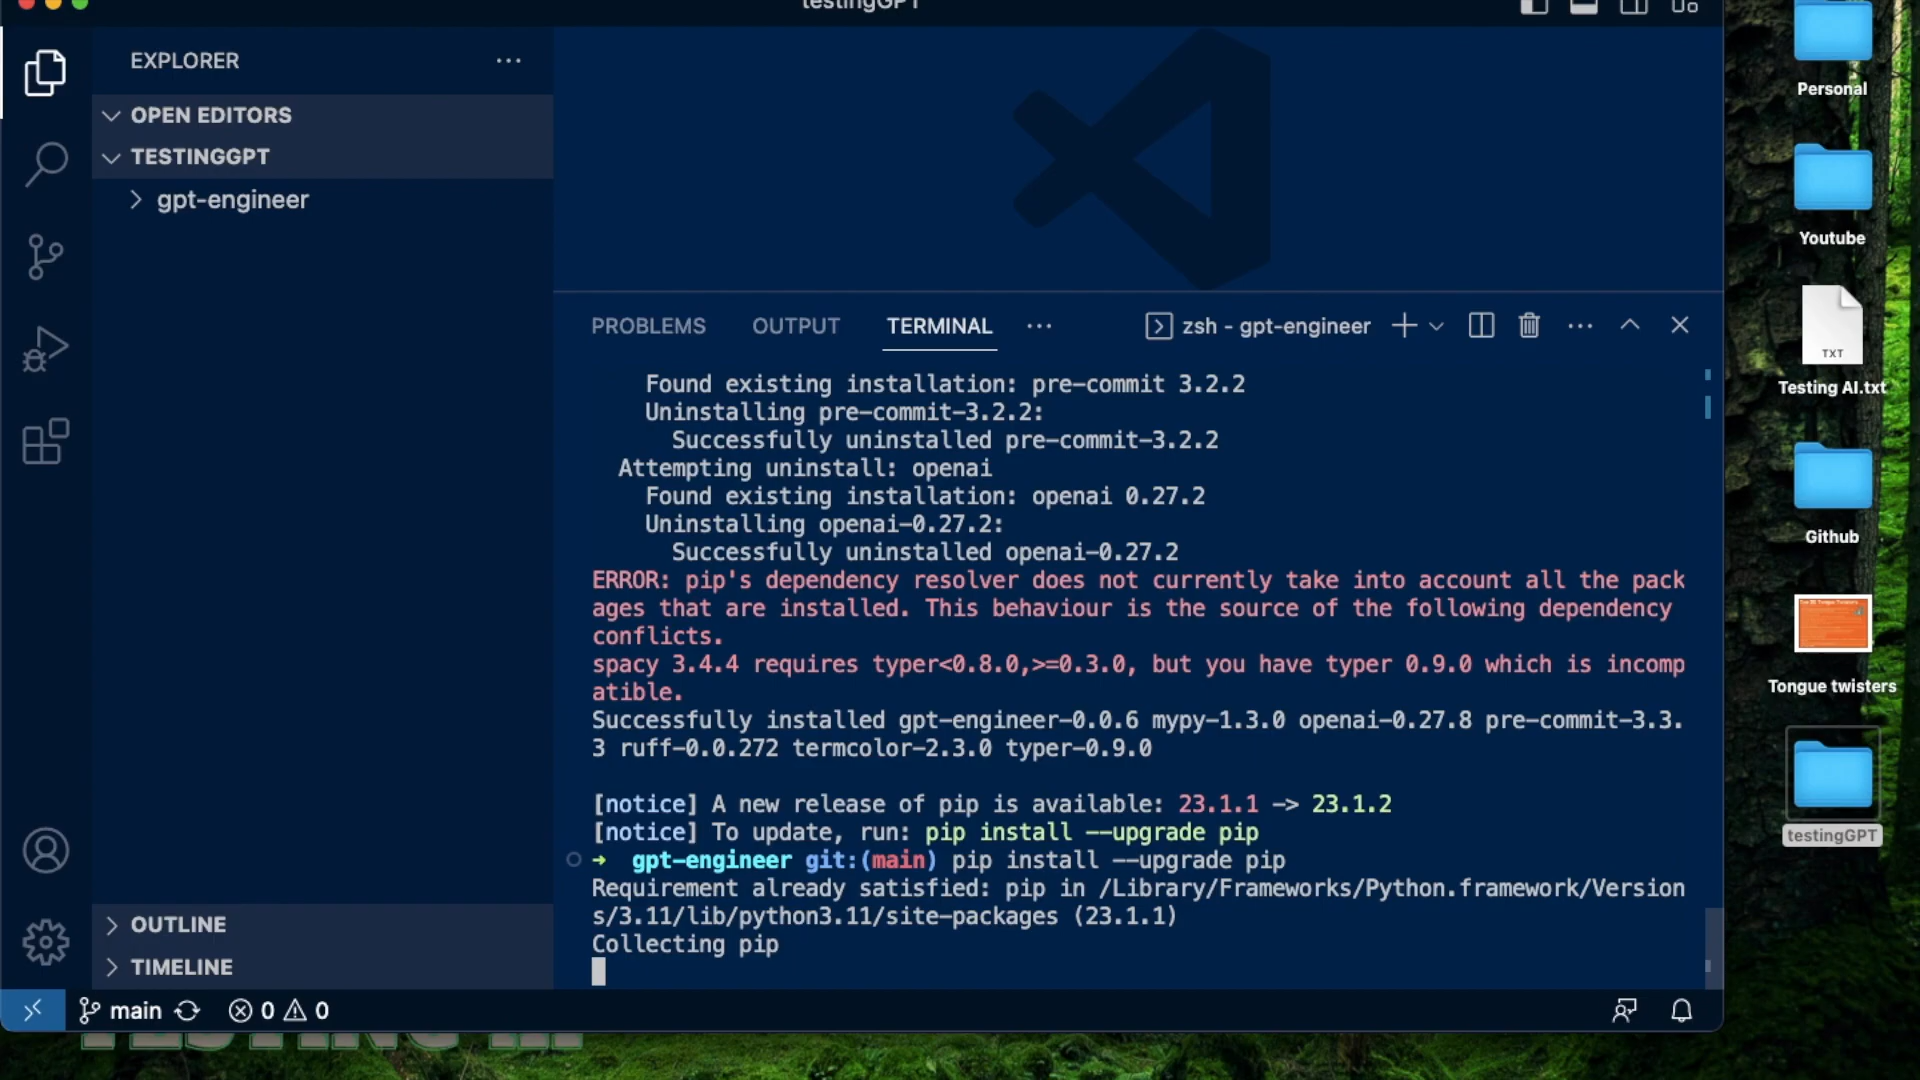 testingGPT
EXPLORER
OPEN EDITORS
TESTINGGPT
gpt-engineer
OUTLINE
TIMELINE
PROBLEMS
OUTPUT
TERMINAL
zsh - gpt-engineer
Found existing installation: pre-commit 3.2.2
Uninstalling pre-commit-3.2.2:
Successfully uninstalled pre-commit-3.2.2
Attempting uninstall: openai
Found existing installation: openai 0.27.2
Uninstalling openai-0.27.2:
Successfully uninstalled openai-0.27.2
ERROR: pip's dependency resolver does not currently take into account all the pack
ages that are installed. This behaviour is the source of the following dependency
conflicts.
spacy 3.4.4 requires typer<0.8.0,>=0.3.0, but you have typer 0.9.0 which is incomp
atible.
Successfully installed gpt-engineer-0.0.6 mypy-1.3.0 openai-0.27.8 pre-commit-3.3.
3 ruff-0.0.272 termcolor-2.3.0 typer-0.9.0
[notice] A new release of pip is available: 23.1.1 -> 23.1.2
[notice] To update, run: pip install --upgrade pip
➜ gpt-engineer git:(main) pip install --upgrade pip
Requirement already satisfied: pip in /Library/Frameworks/Python.framework/Version
s/3.11/lib/python3.11/site-packages (23.1.1)
Collecting pip
main
0
0
Personal
Youtube
TXT
Testing AI.txt
Github
Tongue twisters
testingGPT